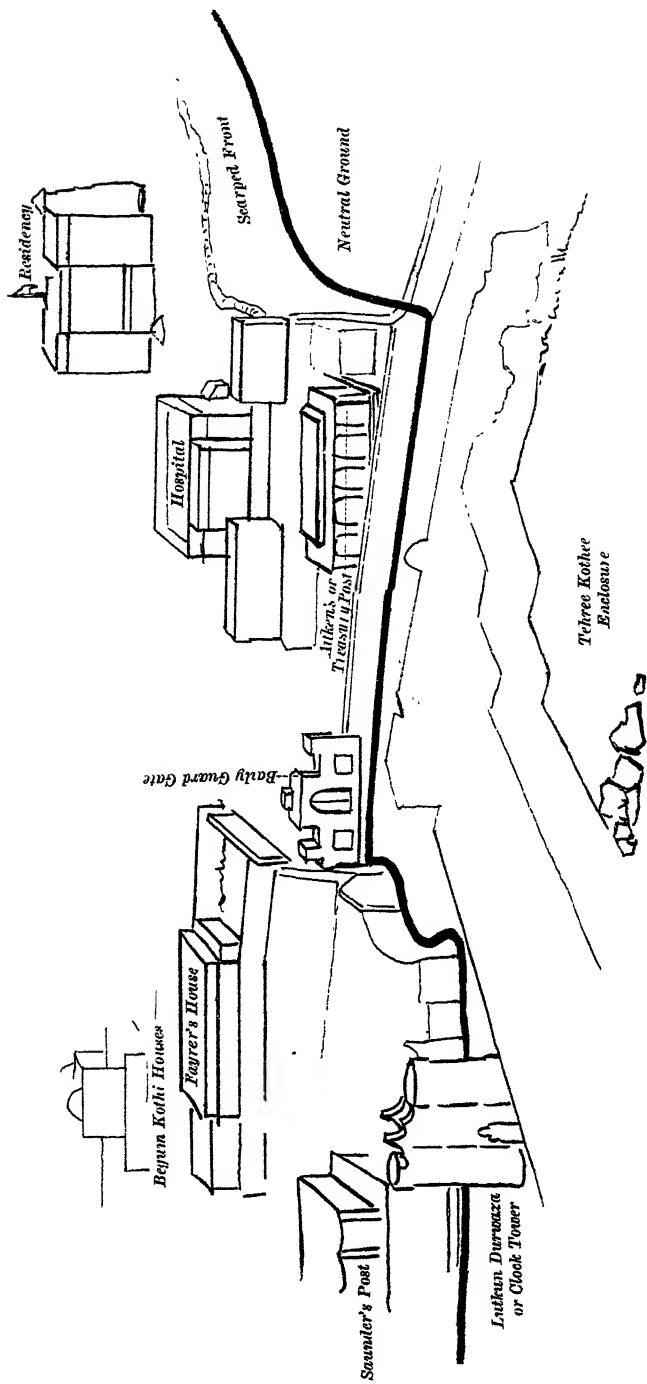 Residency
Begum Kothi Houses
Hospital
Fayrer's House
Scarped Front
Baily Guard Gate
Aitken's or
Treasury Post
Neutral Ground
Saunder's Post
Lutkun Durwaza
or Clock Tower
Tehree Kothee
Enclosure